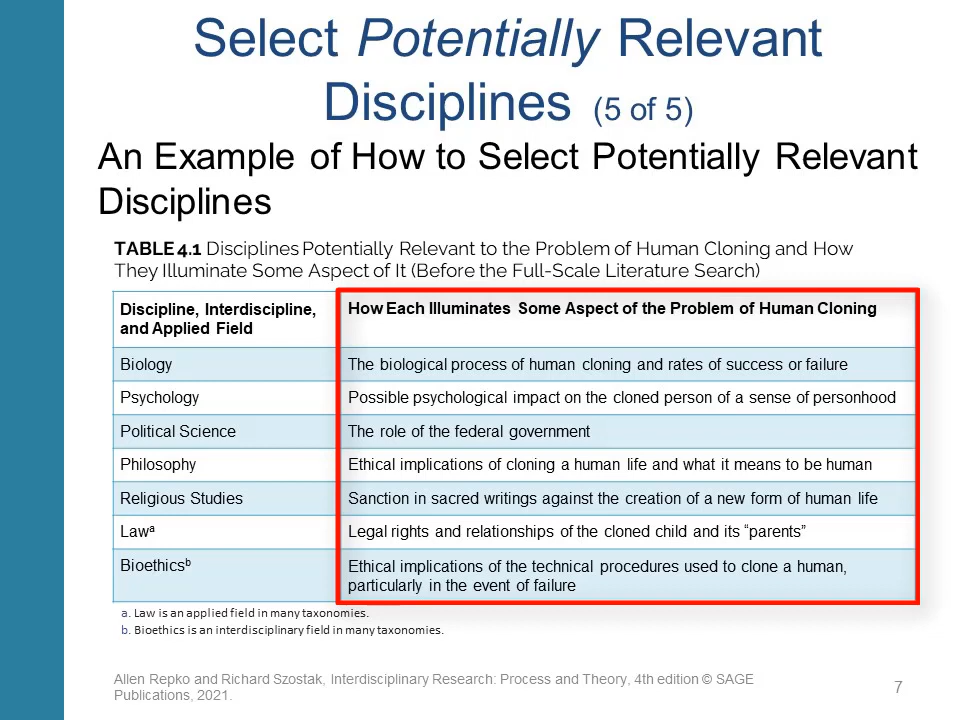 Select Potentially Relevant
Disciplines (5 of 5)
An Example of How to Select Potentially Relevant
Disciplines
TABLE 4.1 Disciplines Potentially Relevant to the Problem of Human Cloning and How
They Illuminate Some Aspect of It (Before the Full-Scale Literature Search)
Discipline, Interdiscipline,
and Applied Field
How Each Illuminates Some Aspect of the Problem of Human Cloning
Biology
The biological process of human cloning and rates of success or failure
Psychology
Possible psychological impact on the cloned person of a sense of personhood
Political Science
The role of the federal government
Philosophy
Ethical implications of cloning a human life and what it means to be human
Religious Studies
Sanction in sacred writings against the creation of a new form of human life
Lawᵃ
Legal rights and relationships of the cloned child and its “parents”
Bioethicsᵇ
Ethical implications of the technical procedures used to clone a human,
particularly in the event of failure
a. Law is an applied field in many taxonomies.
b. Bioethics is an interdisciplinary field in many taxonomies.
Allen Repko and Richard Szostak, Interdisciplinary Research: Process and Theory, 4th edition © SAGE
Publications, 2021.
7